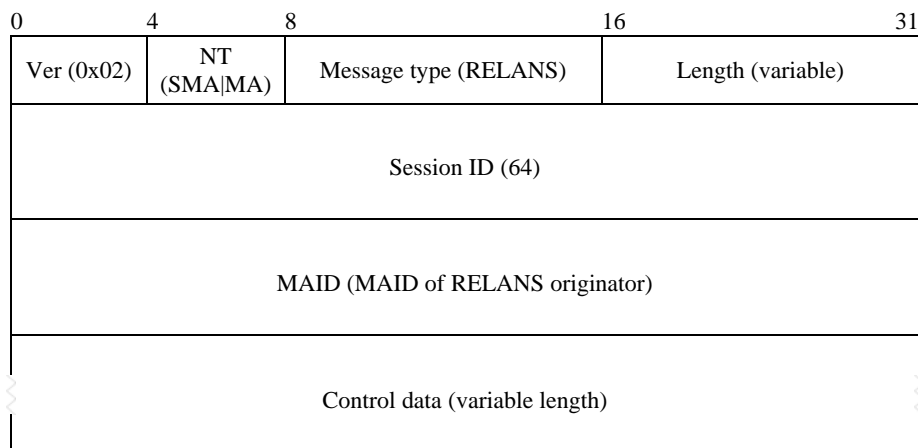 0 4 8 16 31
Ver (0x02) NT (SMA|MA) Message type (RELANS) Length (variable)
Session ID (64)
MAID (MAID of RELANS originator)
Control data (variable length)